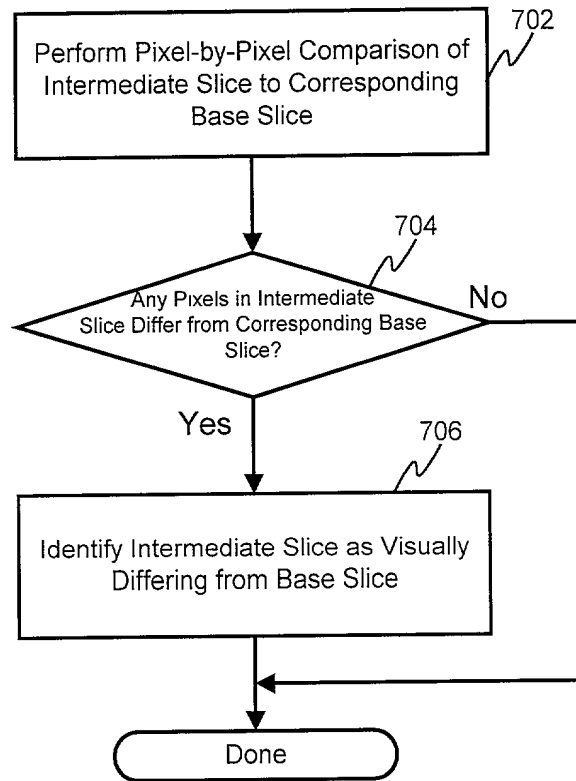 702
Perform Pixel-by-Pixel Comparison of
Intermediate Slice to Corresponding
Base Slice
704
Any Pixels in Intermediate
Slice Differ from Corresponding Base
Slice?
No
Yes
706
Identify Intermediate Slice as Visually
Differing from Base Slice
Done